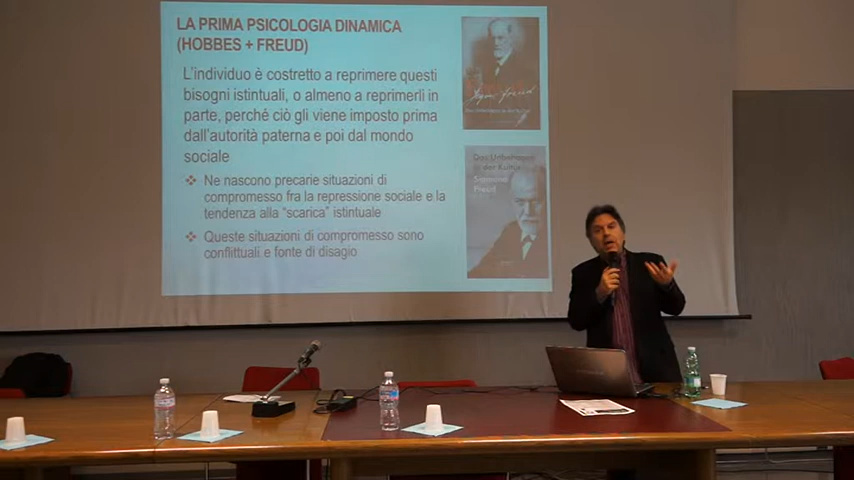 LA PRIMA PSICOLOGIA DINAMICA
(HOBBES + FREUD)
L'individuo è costretto a reprimere questi
bisogni istintuali, o almeno a reprimerli in
parte, perché ciò gli viene imposto prima
dall'autorità paterna e poi dal mondo
sociale
Ne nascono precarie situazioni di
compromesso fra la repressione sociale e la
tendenza alla "scarica" istintuale
Queste situazioni di compromesso sono
conflittuali e fonte di disagio
Das Unbehagen
in der Kultur
Sigmund
Freud